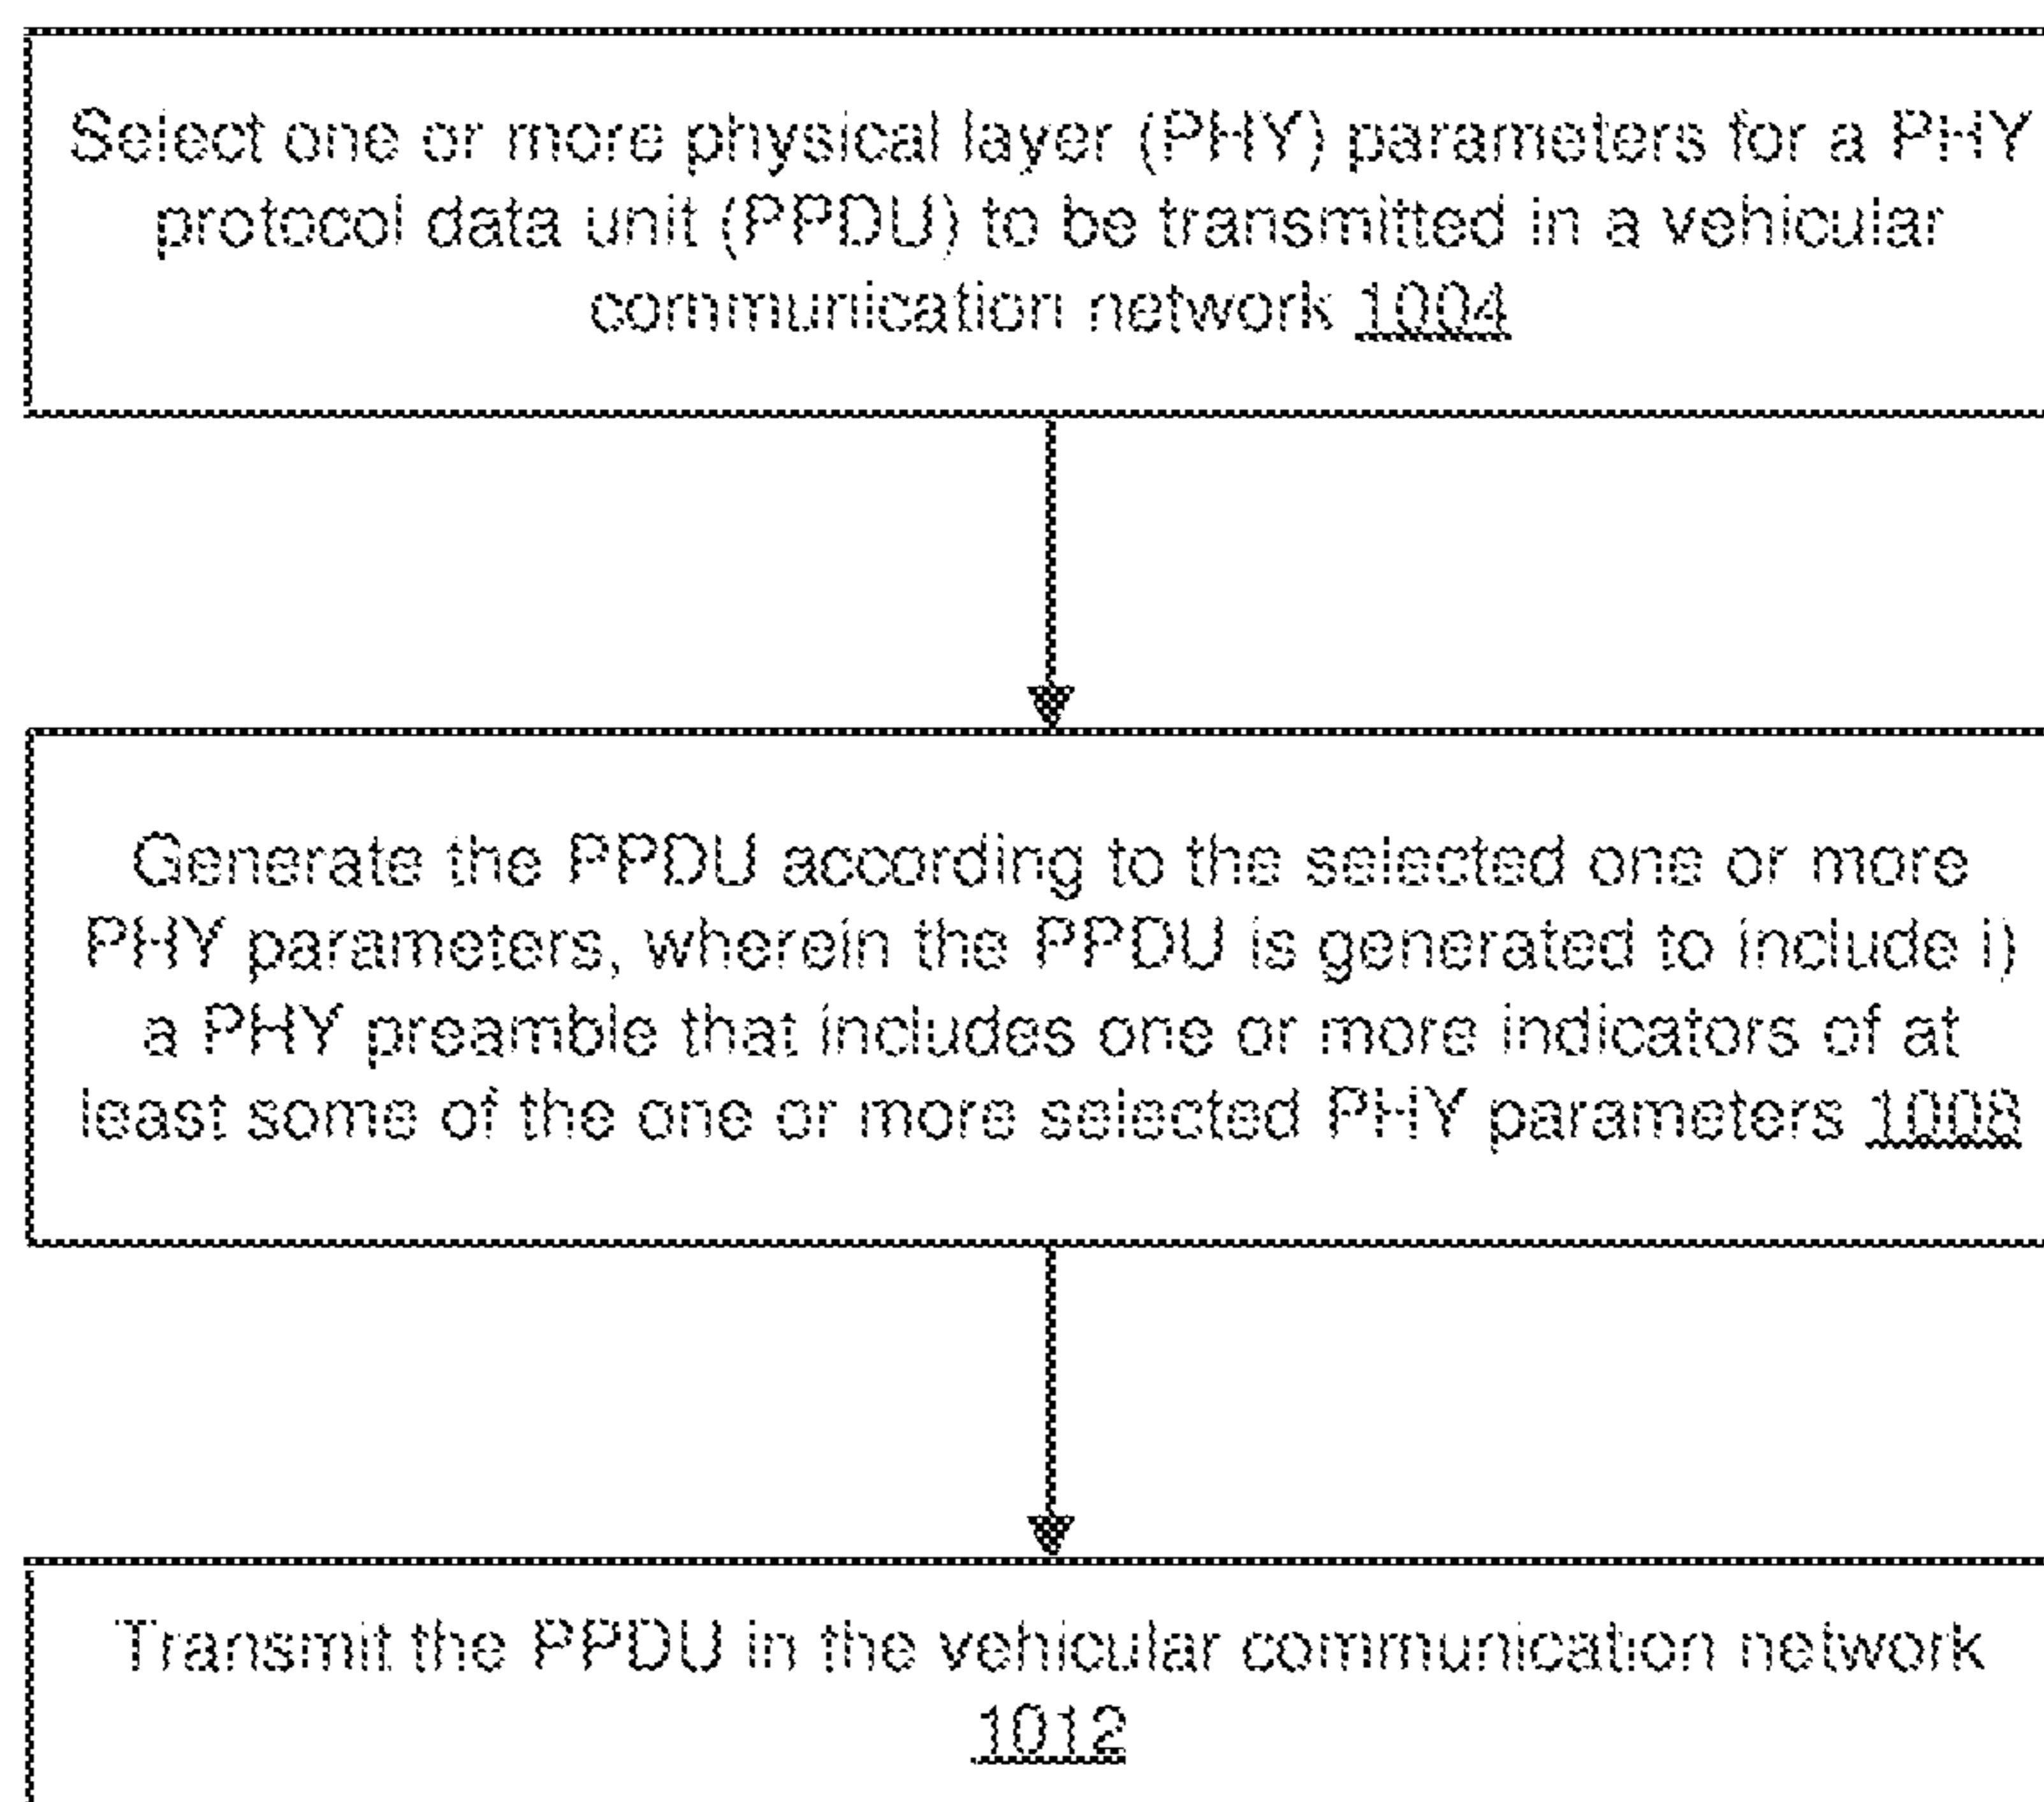 Select one or more physical layer (PHY) parameters for a PHY
protocol data unit (PPDU) to be transmitted in a vehicular
communication network 1004
Generate the PPDU according to the selected one or more
PHY parameters, wherein the PPDU is generated to include i)
a PHY preamble that includes one or more indicators of at
least some of the one or more selected PHY parameters 1008
Transmit the PPDU in the vehicular communication network
1012